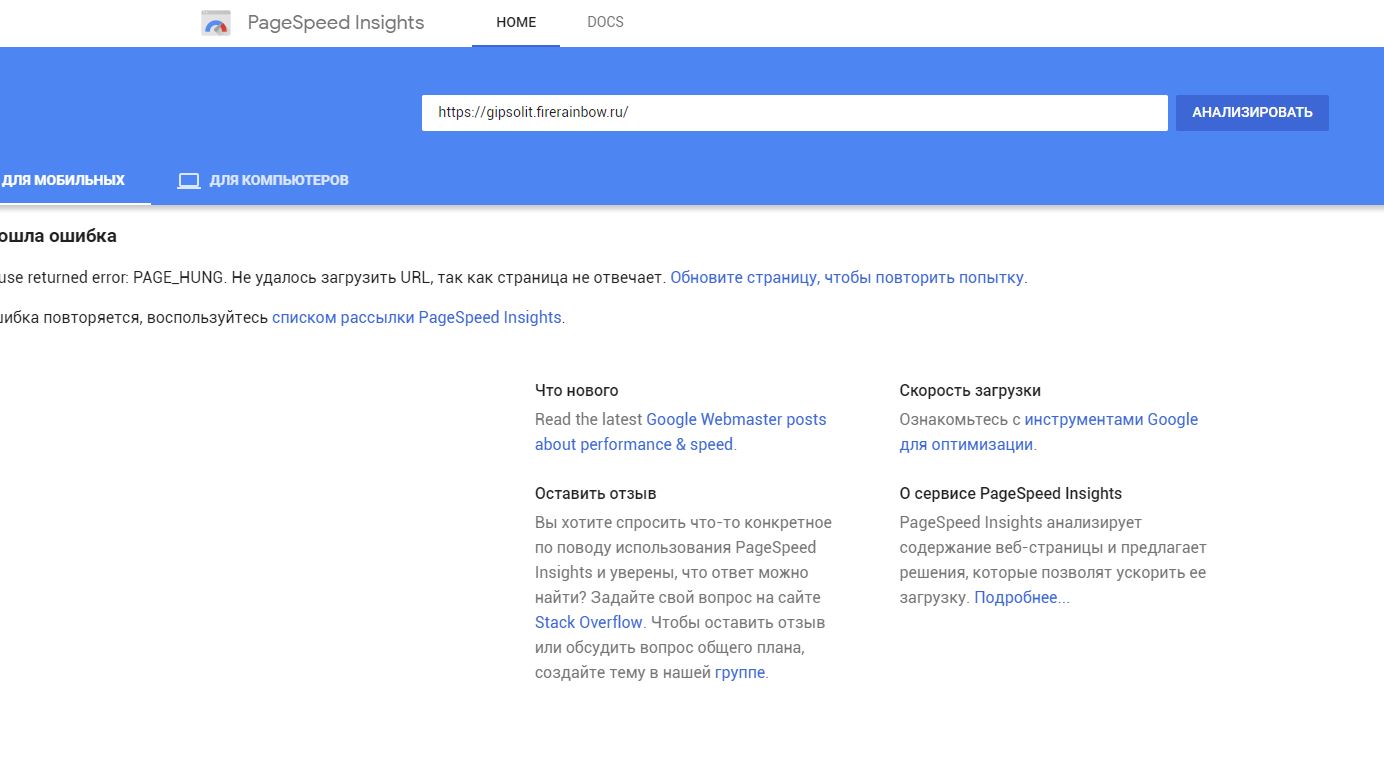 PageSpeed Insights
HOME
DOCS
https://gipsolit.firerainbow.ru/
АНАЛИЗИРОВАТЬ
ДЛЯ МОБИЛЬНЫХ
ДЛЯ КОМПЬЮТЕРОВ
ошла ошибка
use returned error: PAGE_HUNG. Не удалось загрузить URL, так как страница не отвечает. Обновите страницу, чтобы повторить попытку.
ибка повторяется, воспользуйтесь списком рассылки PageSpeed Insights.
Что нового
Read the latest Google Webmaster posts
about performance & speed.
Скорость загрузки
Ознакомьтесь с инструментами Google
для оптимизации.
Оставить отзыв
Вы хотите спросить что-то конкретное
по поводу использования PageSpeed
Insights и уверены, что ответ можно
найти? Задайте свой вопрос на сайте
Stack Overflow. Чтобы оставить отзыв
или обсудить вопрос общего плана,
создайте тему в нашей группе.
О сервисе PageSpeed Insights
PageSpeed Insights анализирует
содержание веб-страницы и предлагает
решения, которые позволят ускорить ее
загрузку. Подробнее...